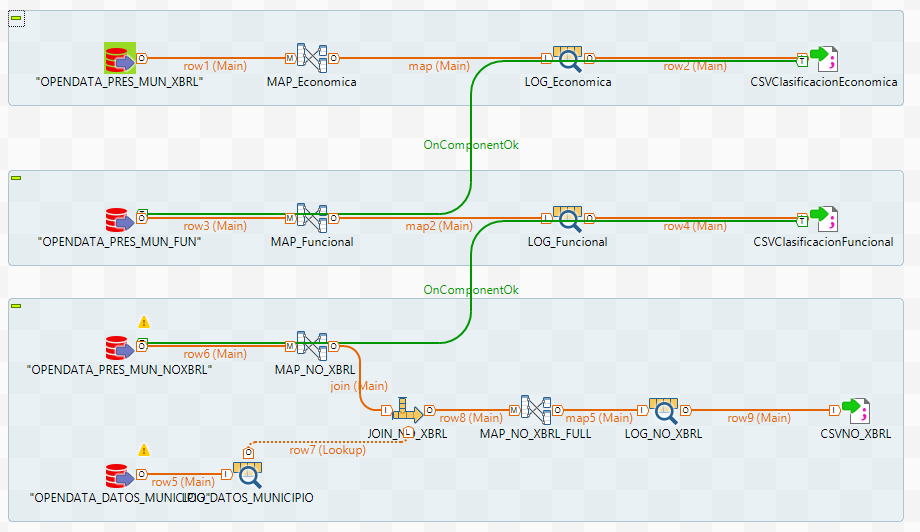 row1 (Main)
map (Main)
row2 (Main)
"OPENDATA_PRES_MUN_XBRL"
MAP_Economica
LOG_Economica
CSVClasificacionEconomica
OnComponentOk
row3 (Main)
map2 (Main)
row4 (Main)
"OPENDATA_PRES_MUN_FUN"
MAP_Funcional
LOG_Funcional
CSVClasificacionFuncional
OnComponentOk
row6 (Main)
"OPENDATA_PRES_MUN_NOXBRL"
MAP_NO_XBRL
join (Main)
row8 (Main)
map5 (Main)
row9 (Main)
JOIN_NO_XBRL
MAP_NO_XBRL_FULL
LOG_NO_XBRL
CSVNO_XBRL
row7 (Lookup)
row5 (Main)
"OPENDATA_DATOS_MUNICIPIO"
LOG_DATOS_MUNICIPIO